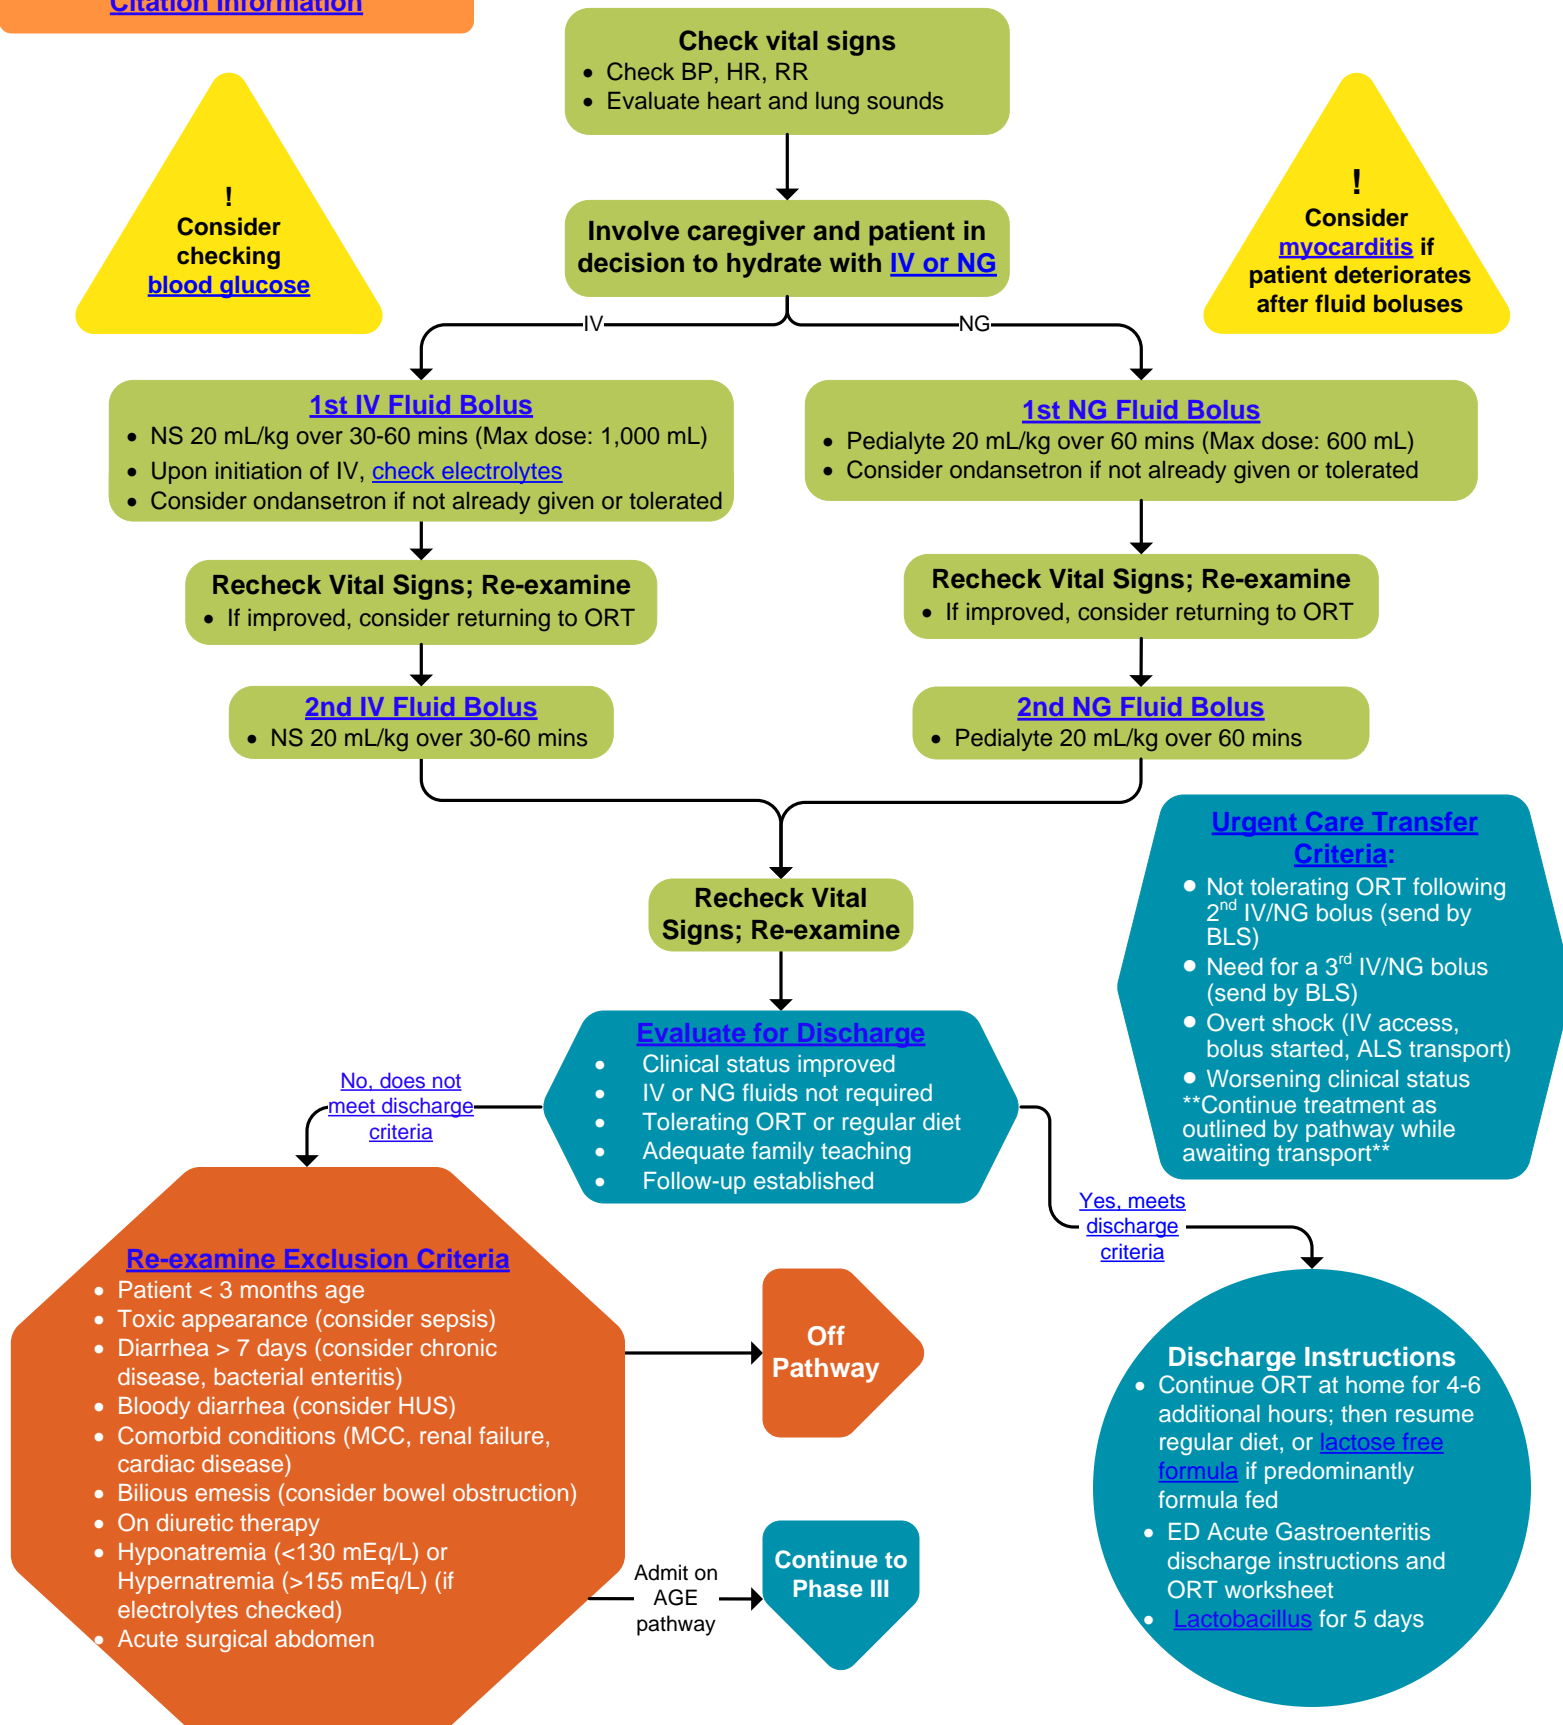 Citation Information
Check vital signs
• Check BP, HR, RR
• Evaluate heart and lung sounds
!
Consider
checking
blood glucose
!
Consider
myocarditis if
patient deteriorates
after fluid boluses
Involve caregiver and patient in
decision to hydrate with IV or NG
IV
NG
1st IV Fluid Bolus
• NS 20 mL/kg over 30-60 mins (Max dose: 1,000 mL)
• Upon initiation of IV, check electrolytes
• Consider ondansetron if not already given or tolerated
1st NG Fluid Bolus
• Pedialyte 20 mL/kg over 60 mins (Max dose: 600 mL)
• Consider ondansetron if not already given or tolerated
Recheck Vital Signs; Re-examine
• If improved, consider returning to ORT
Recheck Vital Signs; Re-examine
• If improved, consider returning to ORT
2nd IV Fluid Bolus
• NS 20 mL/kg over 30-60 mins
2nd NG Fluid Bolus
• Pedialyte 20 mL/kg over 60 mins
Recheck Vital
Signs; Re-examine
Urgent Care Transfer
Criteria:
• Not tolerating ORT following
2nd IV/NG bolus (send by
BLS)
• Need for a 3rd IV/NG bolus
(send by BLS)
• Overt shock (IV access,
bolus started, ALS transport)
• Worsening clinical status
**Continue treatment as
outlined by pathway while
awaiting transport**
Evaluate for Discharge
• Clinical status improved
• IV or NG fluids not required
• Tolerating ORT or regular diet
• Adequate family teaching
• Follow-up established
No, does not
meet discharge
criteria
Yes, meets
discharge
criteria
Re-examine Exclusion Criteria
• Patient < 3 months age
• Toxic appearance (consider sepsis)
• Diarrhea > 7 days (consider chronic
disease, bacterial enteritis)
• Bloody diarrhea (consider HUS)
• Comorbid conditions (MCC, renal failure,
cardiac disease)
• Bilious emesis (consider bowel obstruction)
• On diuretic therapy
• Hyponatremia (<130 mEq/L) or
Hypernatremia (>155 mEq/L) (if
electrolytes checked)
• Acute surgical abdomen
Off
Pathway
Admit on
AGE
pathway
Continue to
Phase III
Discharge Instructions
• Continue ORT at home for 4-6
additional hours; then resume
regular diet, or lactose free
formula if predominantly
formula fed
• ED Acute Gastroenteritis
discharge instructions and
ORT worksheet
• Lactobacillus for 5 days